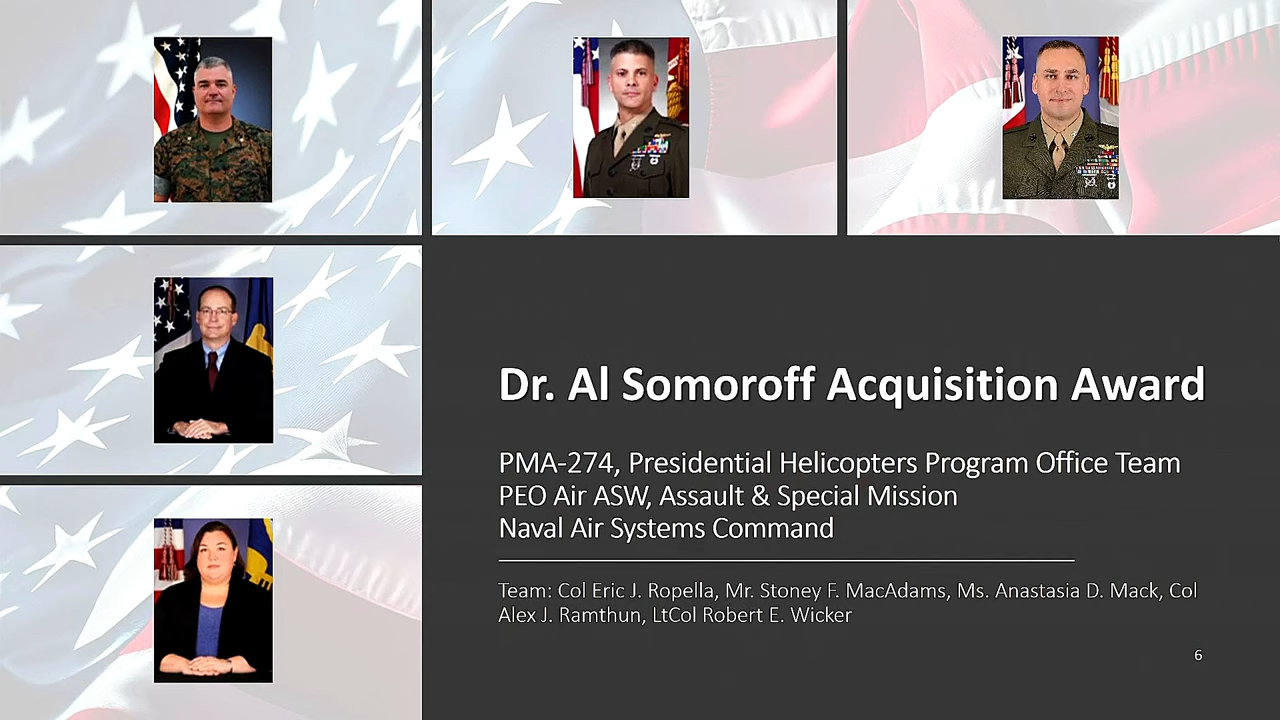 Dr. Al Somoroff Acquisition Award
PMA-274, Presidential Helicopters Program Office Team
PEO Air ASW, Assault & Special Mission
Naval Air Systems Command
Team: Col Eric J. Ropella, Mr. Stoney F. MacAdams, Ms. Anastasia D. Mack, Col
Alex J. Ramthun, LtCol Robert E. Wicker
6